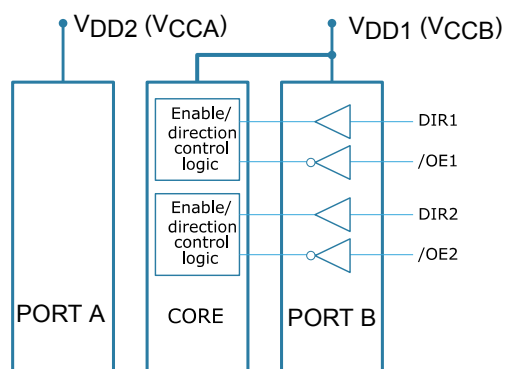 VDD2 (VCCA)
VDD1 (VCCB)
Enable/
direction
control
logic
DIR1
/OE1
Enable/
direction
control
logic
DIR2
/OE2
PORT A
CORE
PORT B